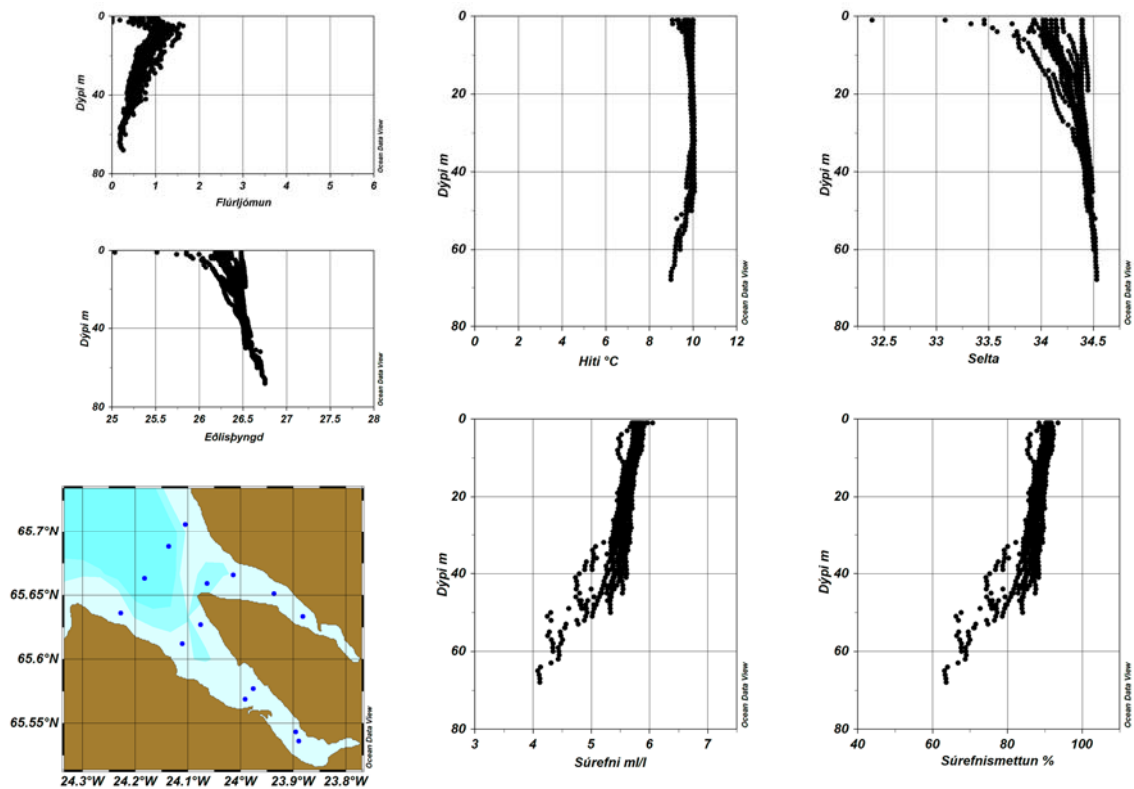 0
40
80
Dýpi m
0 1 2 3 4 5 6
Flúrljómun
Ocean Data View
0
40
80
Dýpi m
25 25.5 26 26.5 27 27.5 28
Eðlisþyngd
Ocean Data View
65.7°N
65.65°N
65.6°N
65.55°N
24.3°W 24.2°W 24.1°W 24°W 23.9°W 23.8°W
Ocean Data View
0
20
40
60
80
Dýpi m
0 2 4 6 8 10 12
Hiti °C
Ocean Data View
0
20
40
60
80
Dýpi m
32.5 33 33.5 34 34.5
Selta
Ocean Data View
0
20
40
60
80
Dýpi m
3 4 5 6 7
Súrefni ml/l
Ocean Data View
0
20
40
60
80
Dýpi m
40 60 80 100
Súrefnismettun %
Ocean Data View